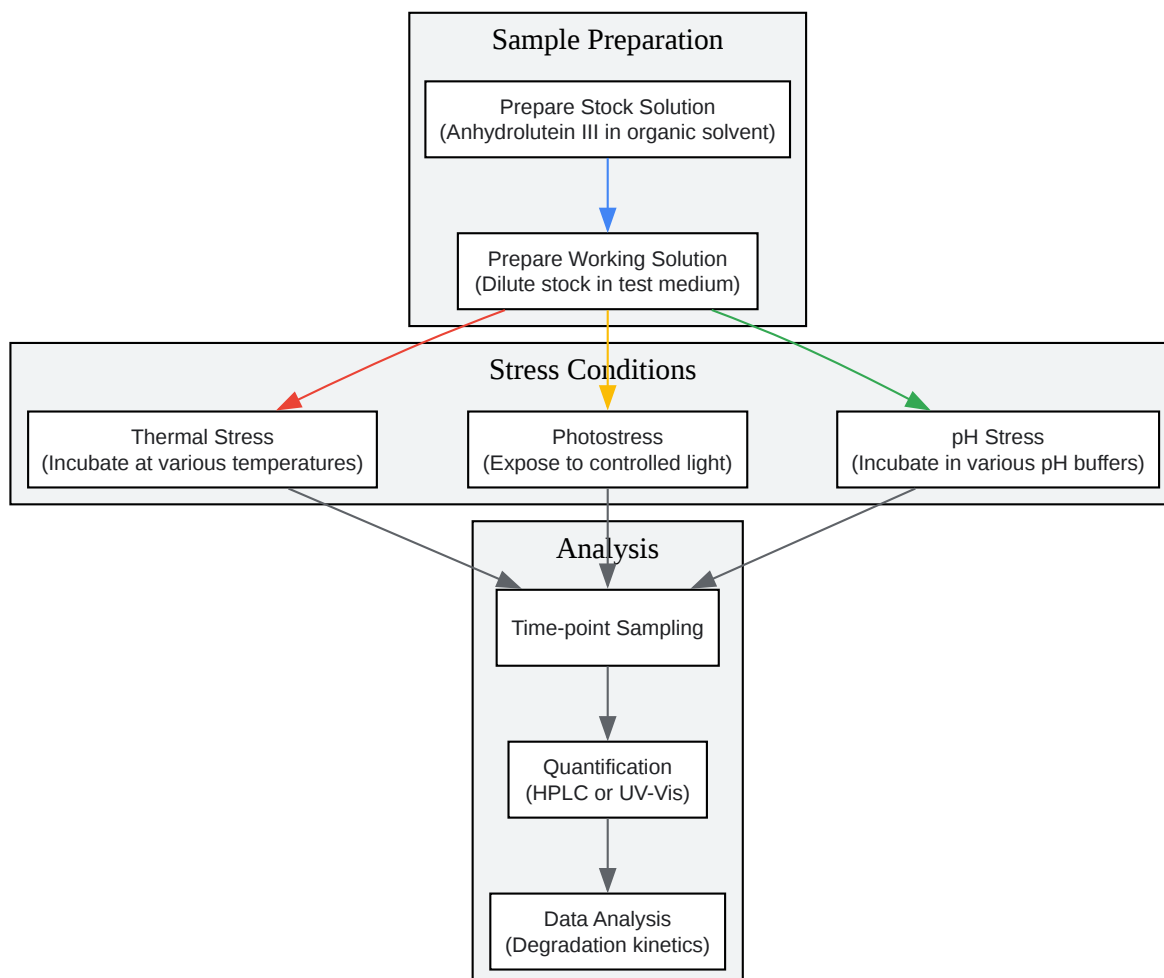 Sample Preparation
Prepare Stock Solution
(Anhydrolutein III in organic solvent)
Prepare Working Solution
(Dilute stock in test medium)
Stress Conditions
Thermal Stress
(Incubate at various temperatures)
Photostress
(Expose to controlled light)
pH Stress
(Incubate in various pH buffers)
Analysis
Time-point Sampling
Quantification
(HPLC or UV-Vis)
Data Analysis
(Degradation kinetics)